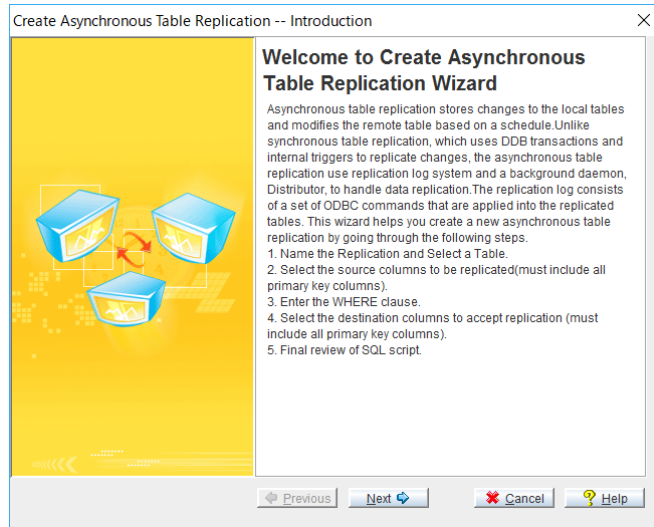 Create Asynchronous Table Replication -- Introduction
Welcome to Create Asynchronous
Table Replication Wizard
Asynchronous table replication stores changes to the local tables
and modifies the remote table based on a schedule.Unlike
synchronous table replication, which uses DDB transactions and
internal triggers to replicate changes, the asynchronous table
replication use replication log system and a background daemon,
Distributor, to handle data replication.The replication log consists
of a set of ODBC commands that are applied into the replicated
tables. This wizard helps you create a new asynchronous table
replication by going through the following steps.
1. Name the Replication and Select a Table.
2. Select the source columns to be replicated(must include all
primary key columns).
3. Enter the WHERE clause.
4. Select the destination columns to accept replication (must
include all primary key columns).
5. Final review of SQL script.
Previous Next Cancel Help